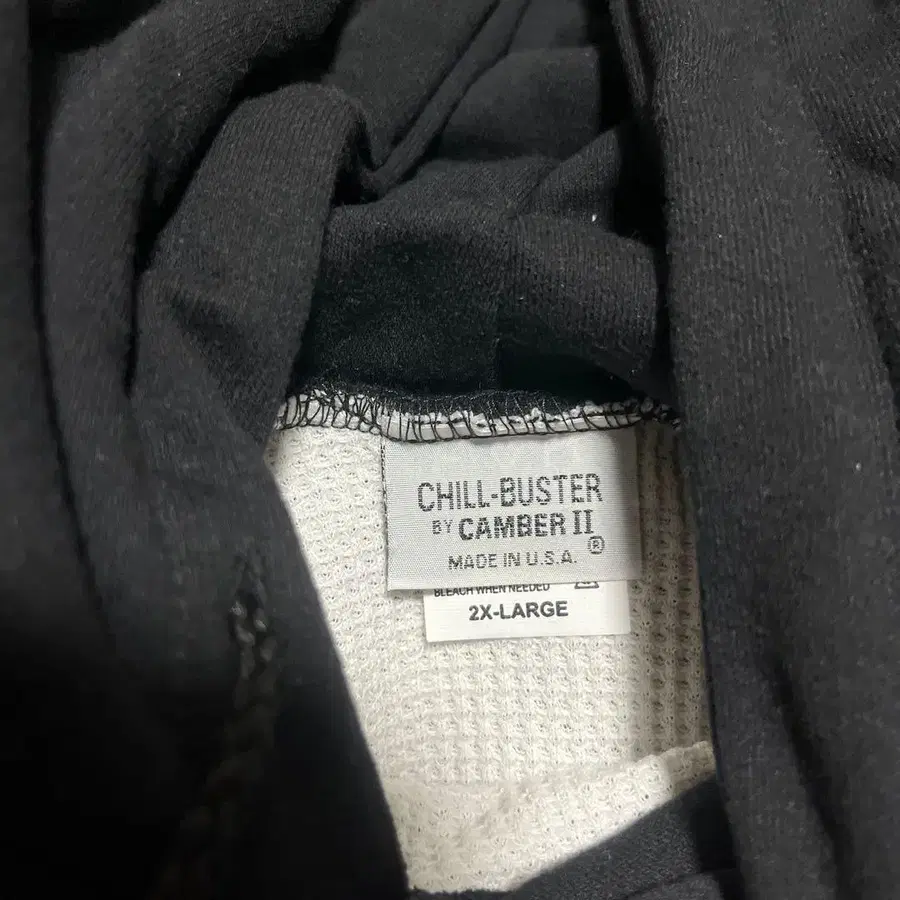 CHILL-BUSTER
BY CAMBER II
®
MADE IN U.S.A.
BLEACH WHEN NEEDED
2X-LARGE